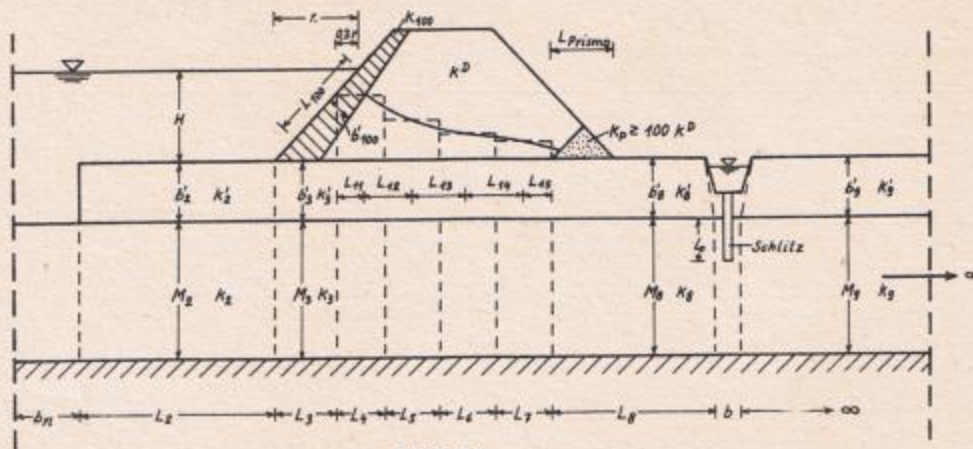 r
0,3r
K₁₀₀
L Prisma
L₁₀₀
Kᴰ
H
b'₁₀₀
Kₚ ≥ 100 Kᴰ
L₁₁ L₁₂ L₁₃ L₁₄ L₁₅
b'₂ K'₂ b'₃ K'₃ b'₈ K'₈ b'₉ K'₉
Schlitz
M₂ K₂ M₃ K₃ M₈ K₈ M₉ K₉
L₂ L₃ L₄ L₅ L₆ L₇ L₈ b ∞